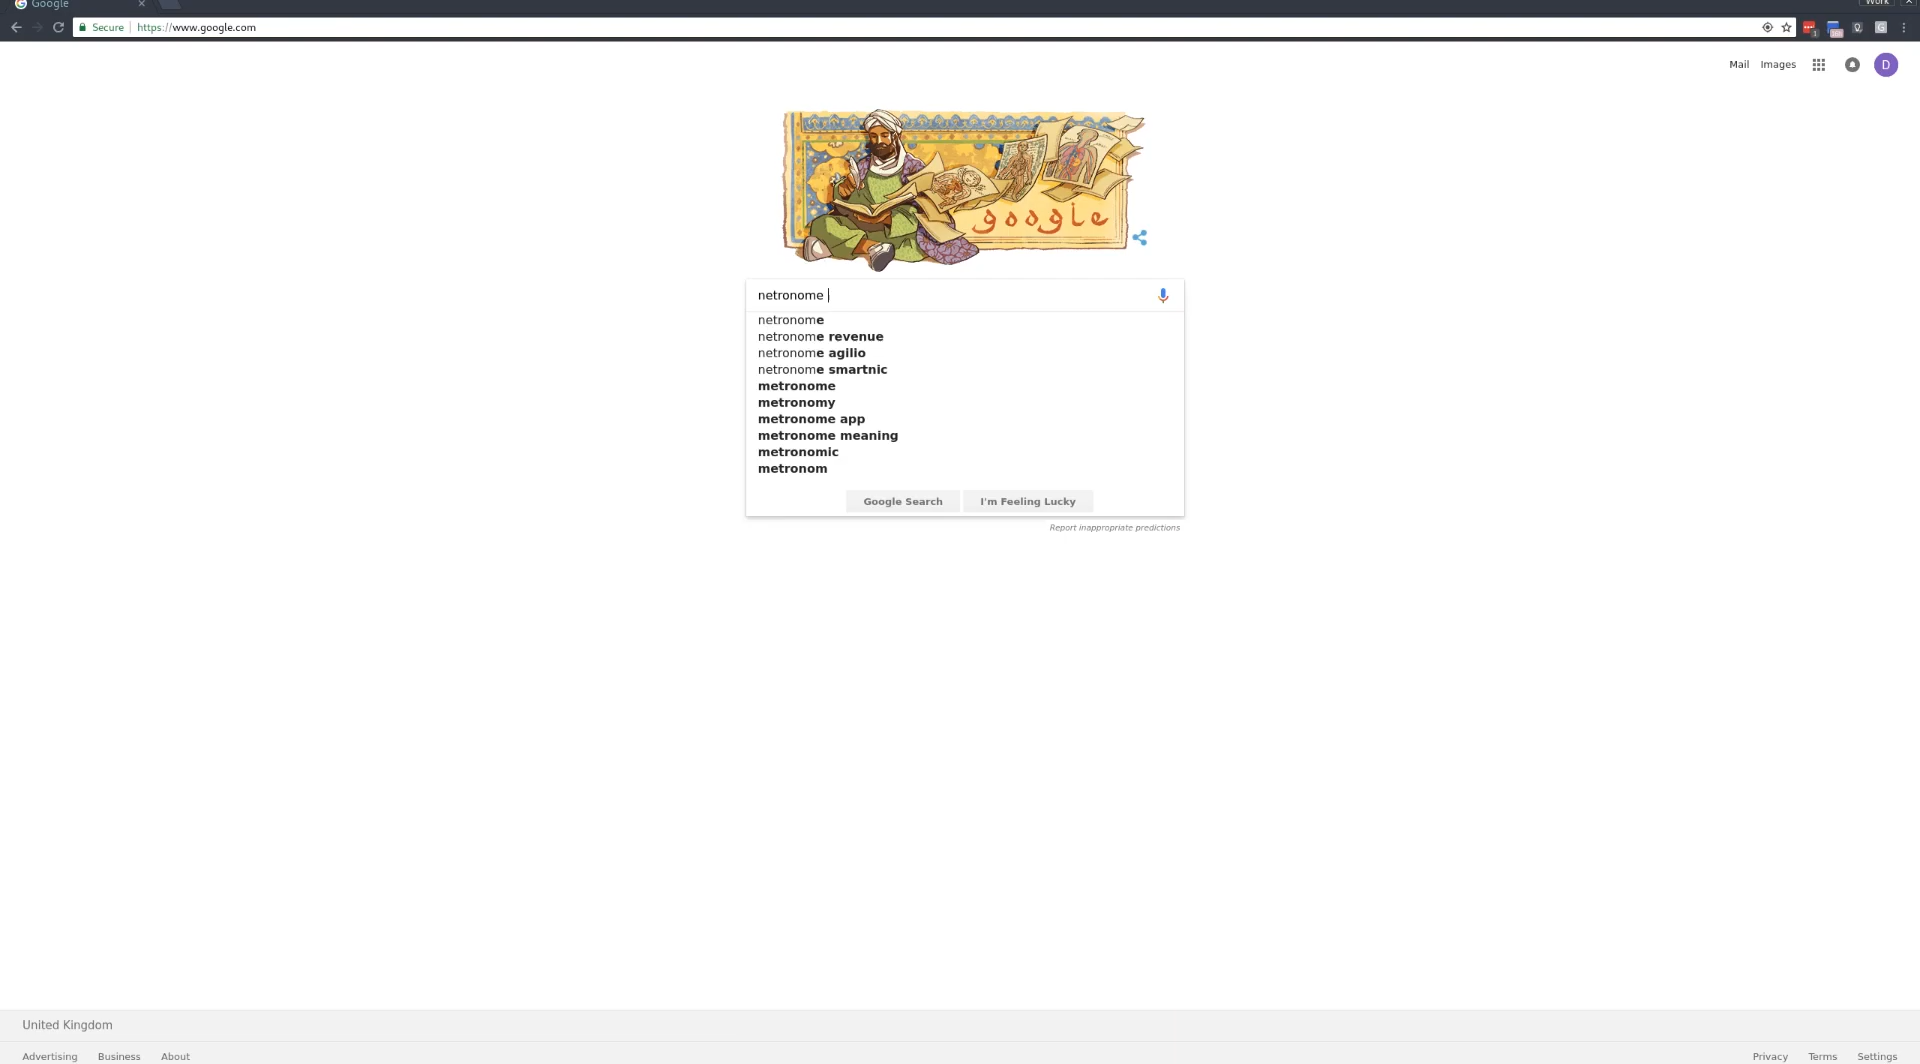 Google
Work
Secure https://www.google.com
Mail Images D
google
netronome
netronome
netronome revenue
netronome agilio
netronome smartnic
metronome
metronomy
metronome app
metronome meaning
metronomic
metronom
Google Search I'm Feeling Lucky
Report inappropriate predictions
United Kingdom
Advertising Business About Privacy Terms Settings